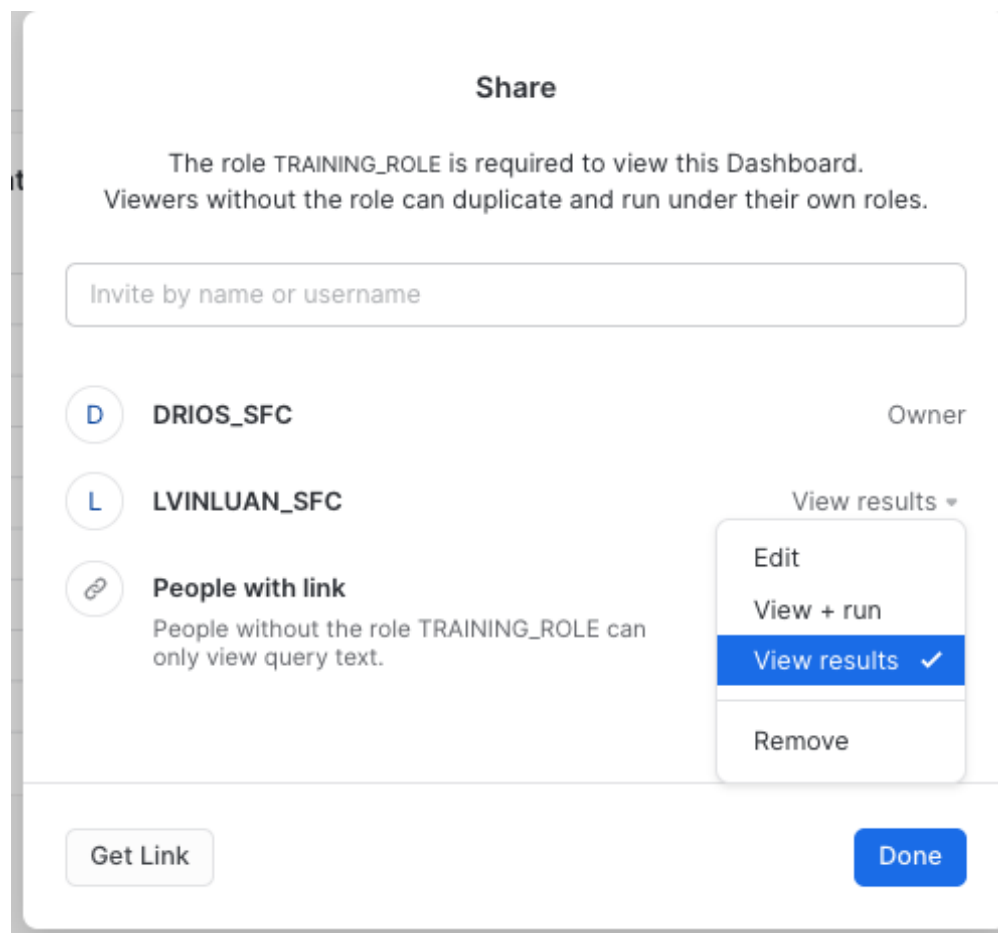 Share
The role TRAINING_ROLE is required to view this Dashboard.
Viewers without the role can duplicate and run under their own roles.
Invite by name or username
D DRIOS_SFC Owner
L LVINLUAN_SFC View results
Edit
People with link
View + run
People without the role TRAINING_ROLE can
only view query text.
View results
Remove
Get Link Done